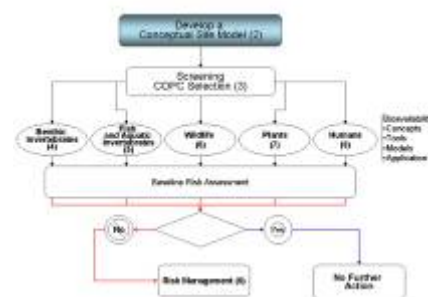 Develop a
Conceptual Site Model (2)
Screening
COPC Selection (3)
Benthic
Invertebrates
(4)
Fish
and Aquatic
Invertebrates
(5)
Wildlife
(6)
Plants
(7)
Humans
(8)
Bioavailability
•Concepts
•Tools
•Models
•Application
Baseline Risk Assessment
No
Yes
Risk Management (9)
No Further
Action